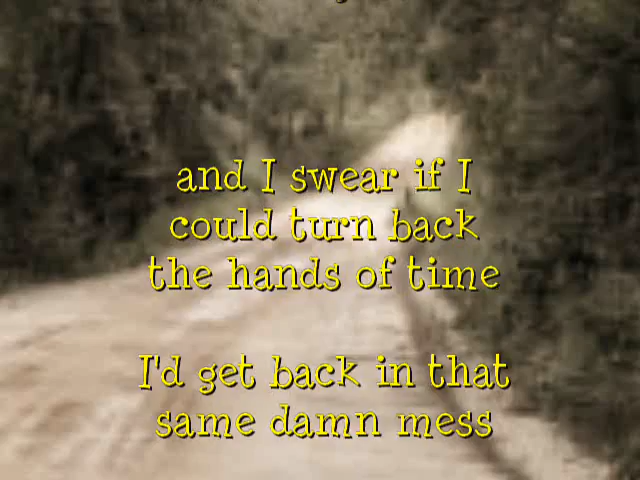 and I swear if I
could turn back
the hands of time
I'd get back in that
same damn mess